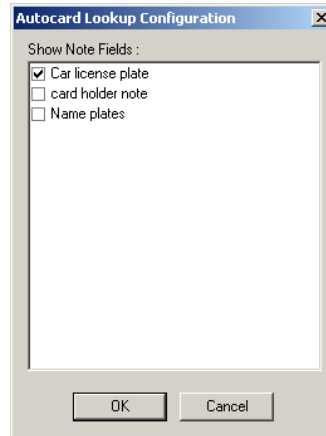 Autocard Lookup Configuration
Show Note Fields :
Car license plate
card holder note
Name plates
OK Cancel